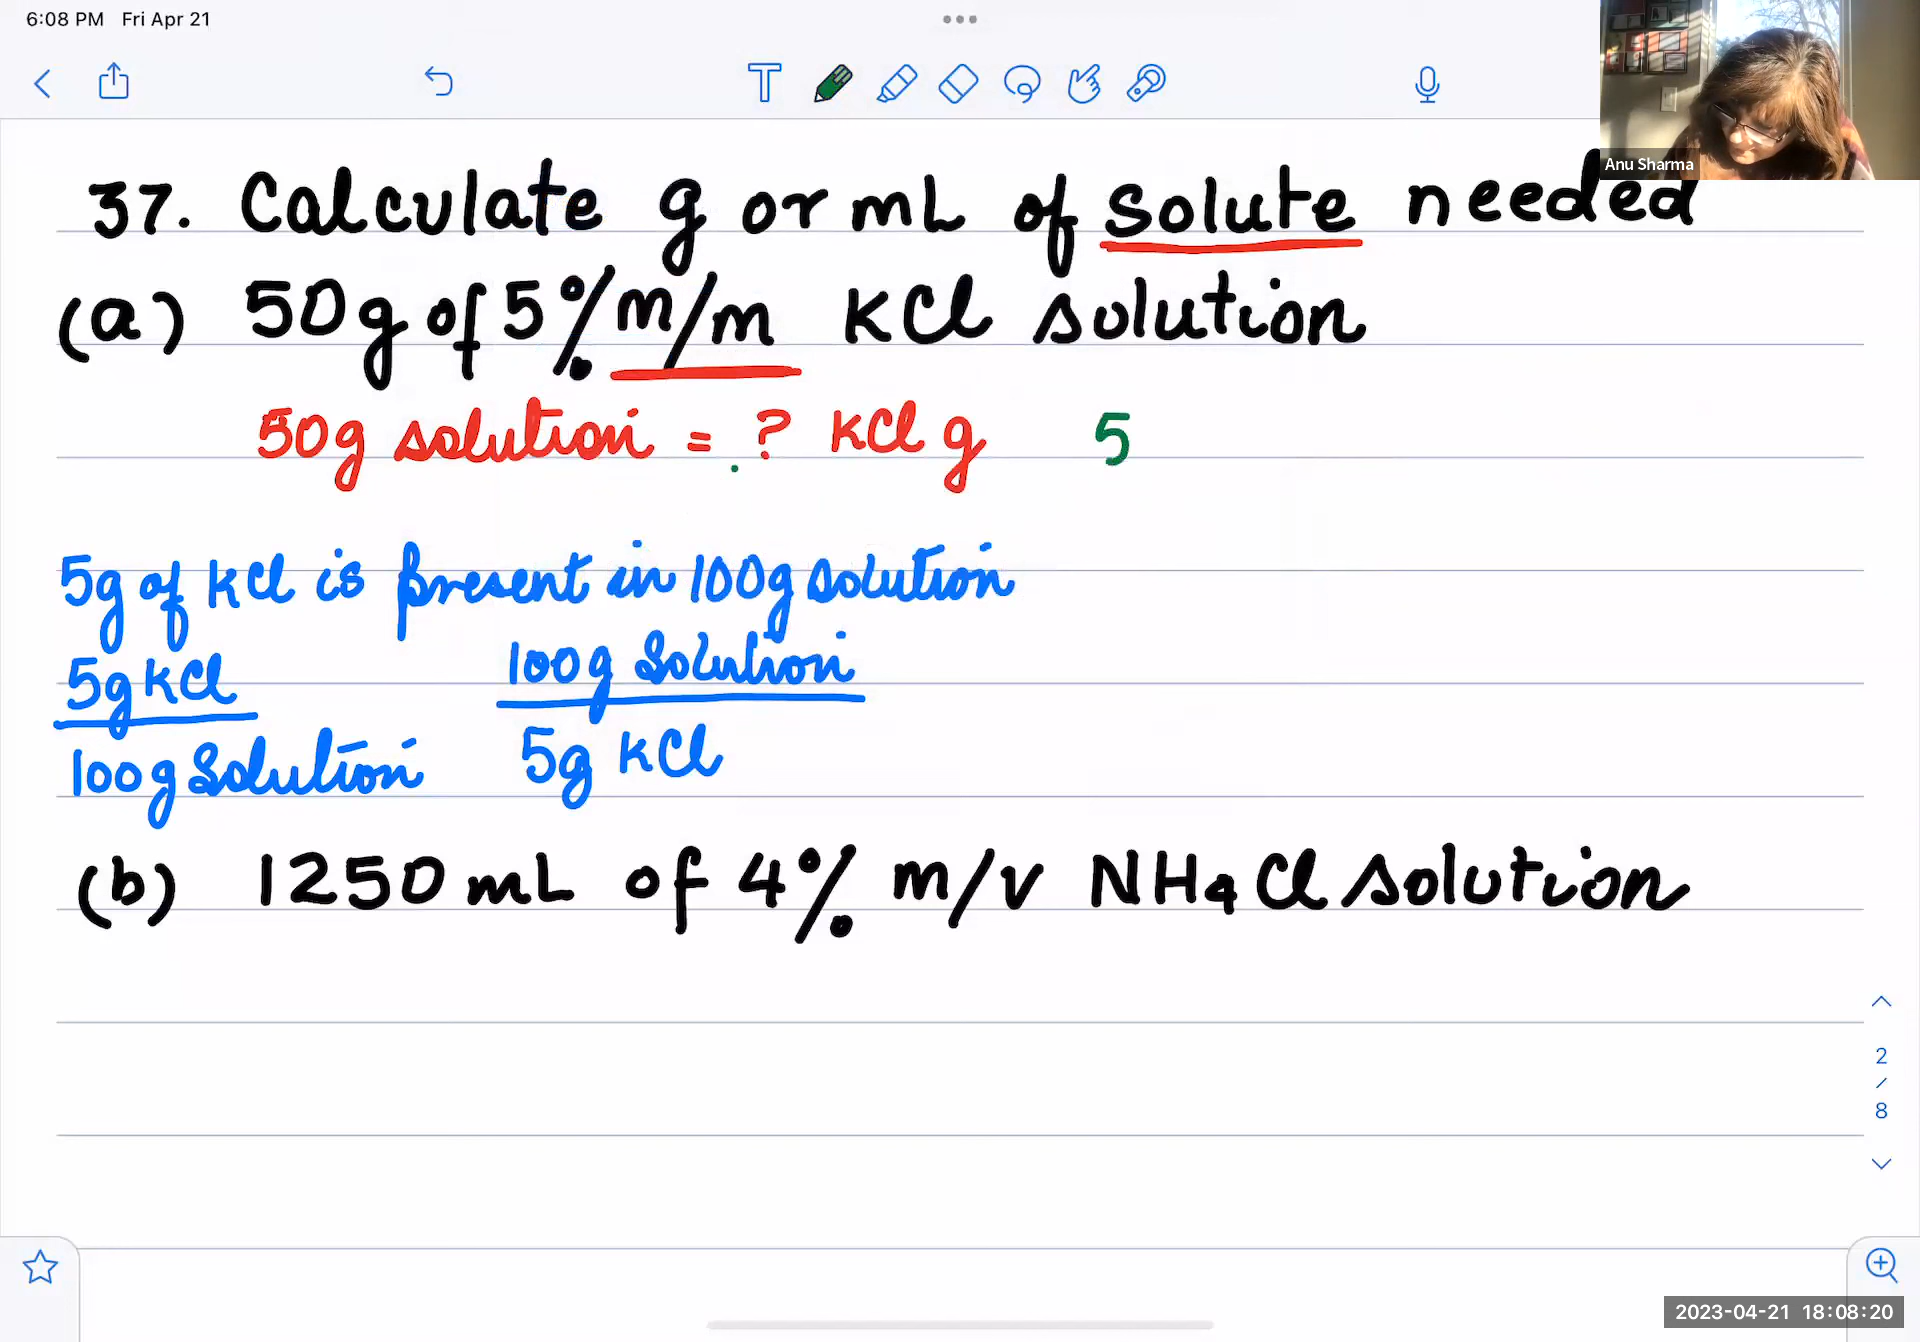 6:08 PM Fri Apr 21
Anu Sharma
37. Calculate g or mL of solute needed
(a) 50g of 5% m/m KCl solution
50g solution = ? KCl g 5
5g of KCl is present in 100g solution
5g KCl
100g Solution
100g Solution
5g KCl
(b) 1250 mL of 4% m/v NH4Cl solution
2
/
8
2023-04-21 18:08:20